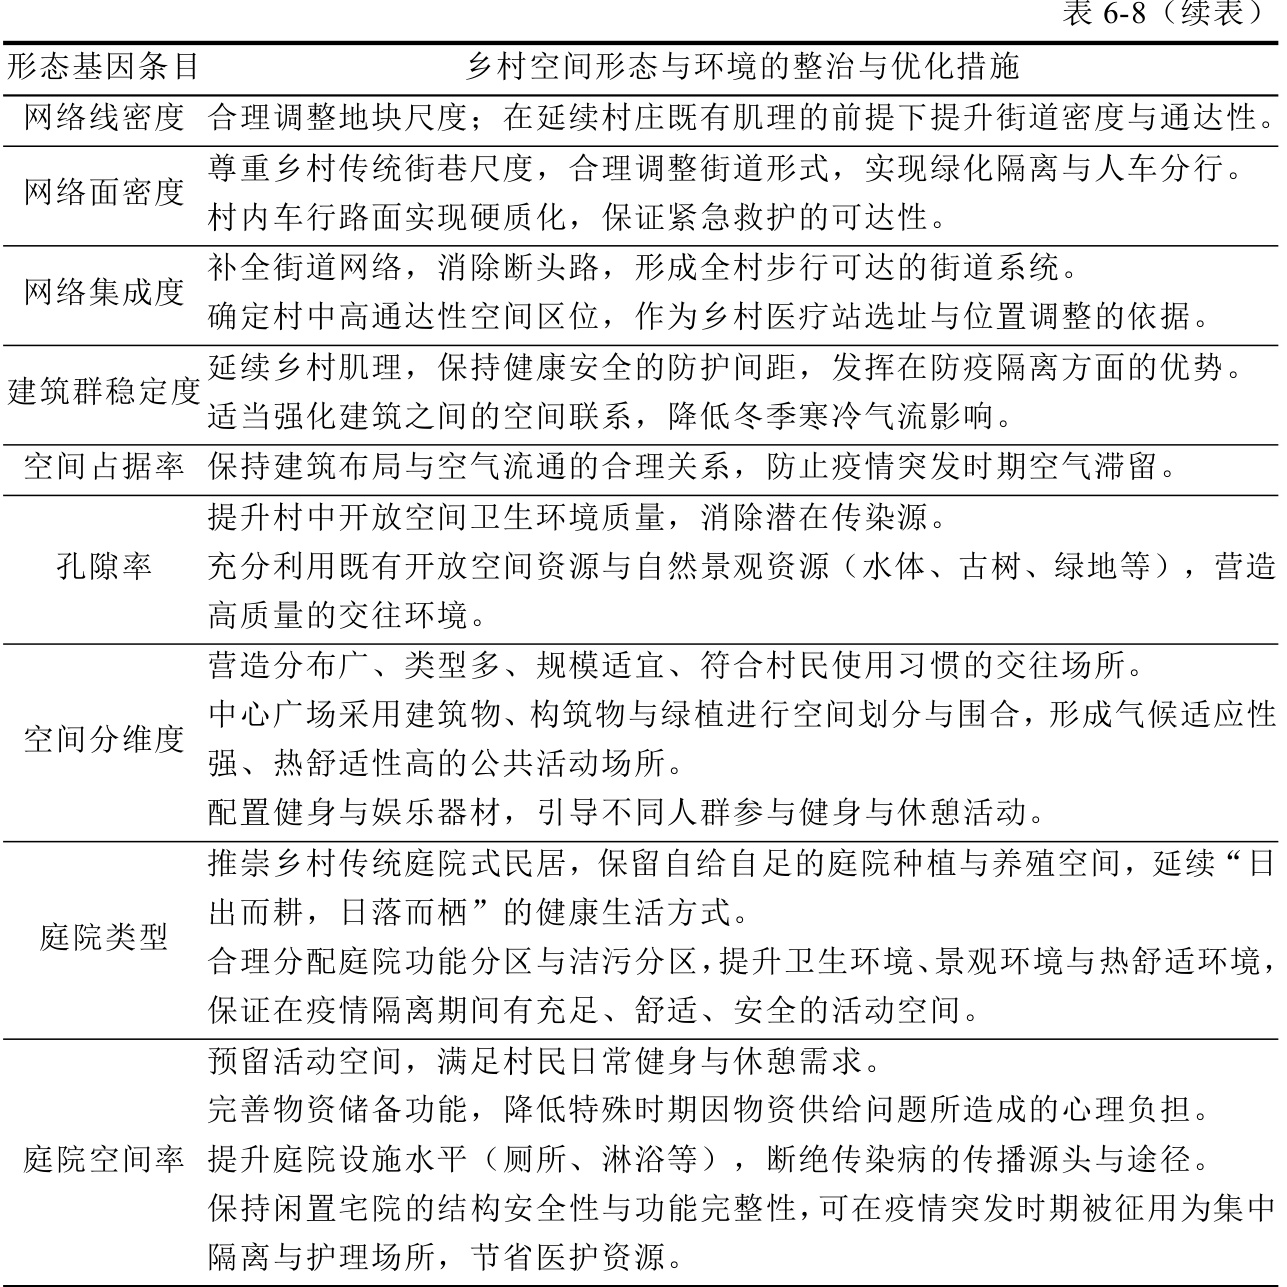 表 6-8（续表）
形态基因条目 乡村空间形态与环境的整治与优化措施
网络线密度 合理调整地块尺度；在延续村庄既有肌理的前提下提升街道密度与通达性。
网络面密度
尊重乡村传统街巷尺度，合理调整街道形式，实现绿化隔离与人车分行。
村内车行路面实现硬质化，保证紧急救护的可达性。
网络集成度
补全街道网络，消除断头路，形成全村步行可达的街道系统。
确定村中高通达性空间区位，作为乡村医疗站选址与位置调整的依据。
建筑群稳定度
延续乡村肌理，保持健康安全的防护间距，发挥在防疫隔离方面的优势。
适当强化建筑之间的空间联系，降低冬季寒冷气流影响。
空间占据率 保持建筑布局与空气流通的合理关系，防止疫情突发时期空气滞留。
孔隙率
提升村中开放空间卫生环境质量，消除潜在传染源。
充分利用既有开放空间资源与自然景观资源（水体、古树、绿地等），营造
高质量的交往环境。
空间分维度
营造分布广、类型多、规模适宜、符合村民使用习惯的交往场所。
中心广场采用建筑物、构筑物与绿植进行空间划分与围合，形成气候适应性
强、热舒适性高的公共活动场所。
配置健身与娱乐器材，引导不同人群参与健身与休憩活动。
庭院类型
推崇乡村传统庭院式民居，保留自给自足的庭院种植与养殖空间，延续“日
出而耕，日落而栖”的健康生活方式。
合理分配庭院功能分区与洁污分区，提升卫生环境、景观环境与热舒适环境，
保证在疫情隔离期间有充足、舒适、安全的活动空间。
庭院空间率
预留活动空间，满足村民日常健身与休憩需求。
完善物资储备功能，降低特殊时期因物资供给问题所造成的心理负担。
提升庭院设施水平（厕所、淋浴等），断绝传染病的传播源头与途径。
保持闲置宅院的结构安全性与功能完整性，可在疫情突发时期被征用为集中
隔离与护理场所，节省医护资源。